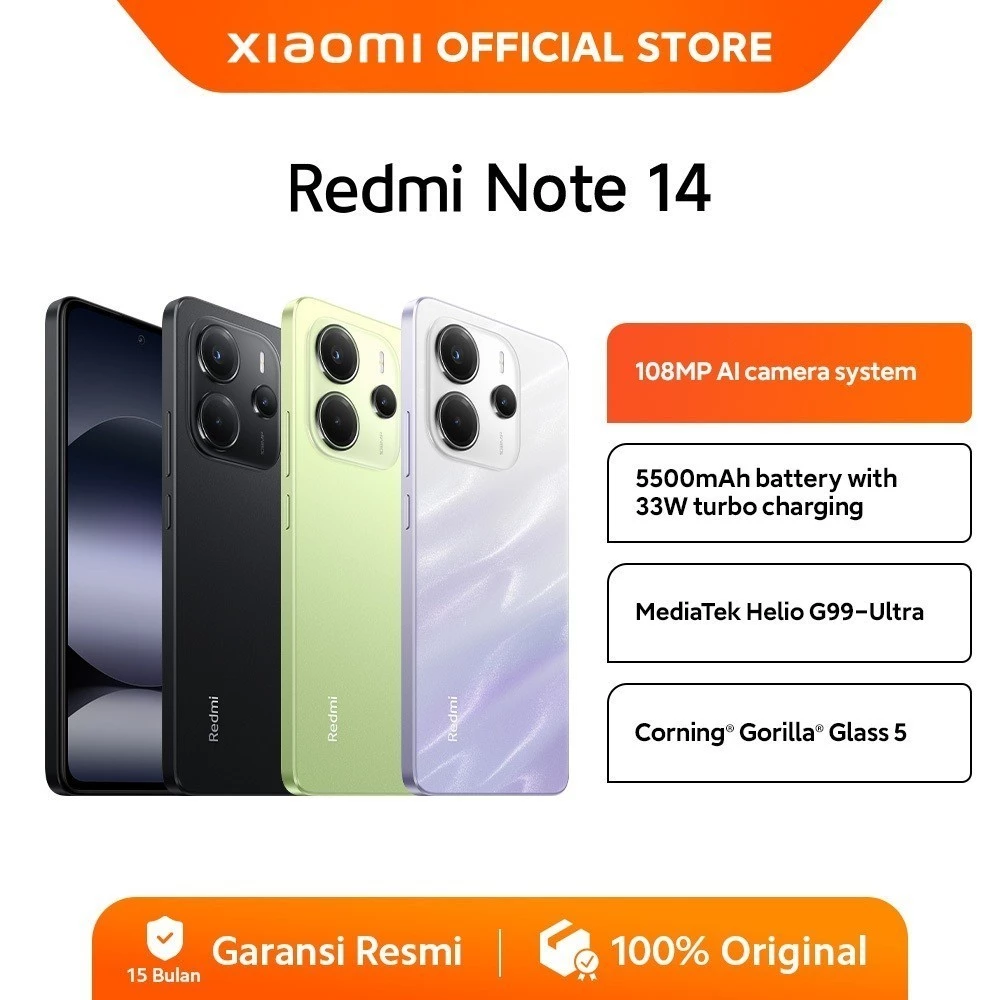 xiaomi OFFICIAL STORE
Redmi Note 14
108MP AI camera system
5500mAh battery with
33W turbo charging
MediaTek Helio G99-Ultra
Corning® Gorilla® Glass 5
Redmi
Redmi
Redmi
15 Bulan
Garansi Resmi
100% Original